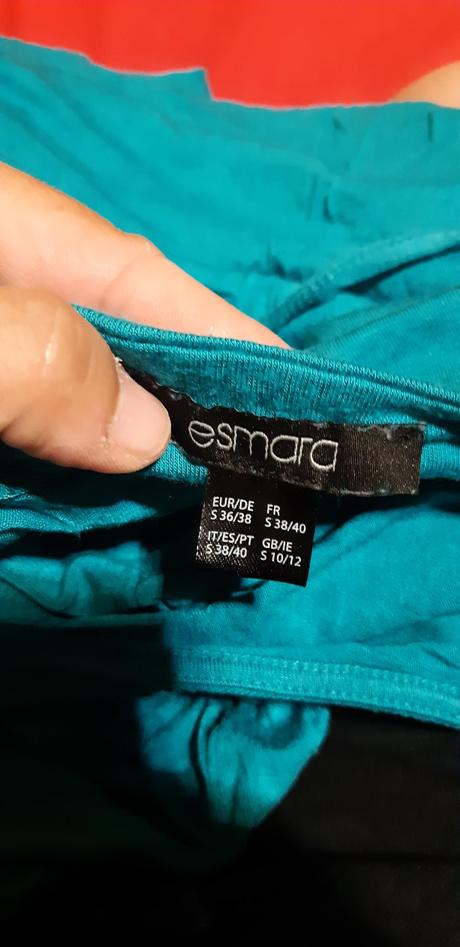 esmara
EUR/DE FR
S 36/38 S 38/40
IT/ES/PT GB/IE
S 38/40 S 10/12